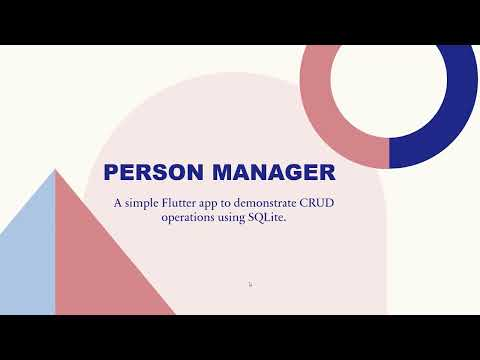 PERSON MANAGER
A simple Flutter app to demonstrate CRUD
operations using SQLite.